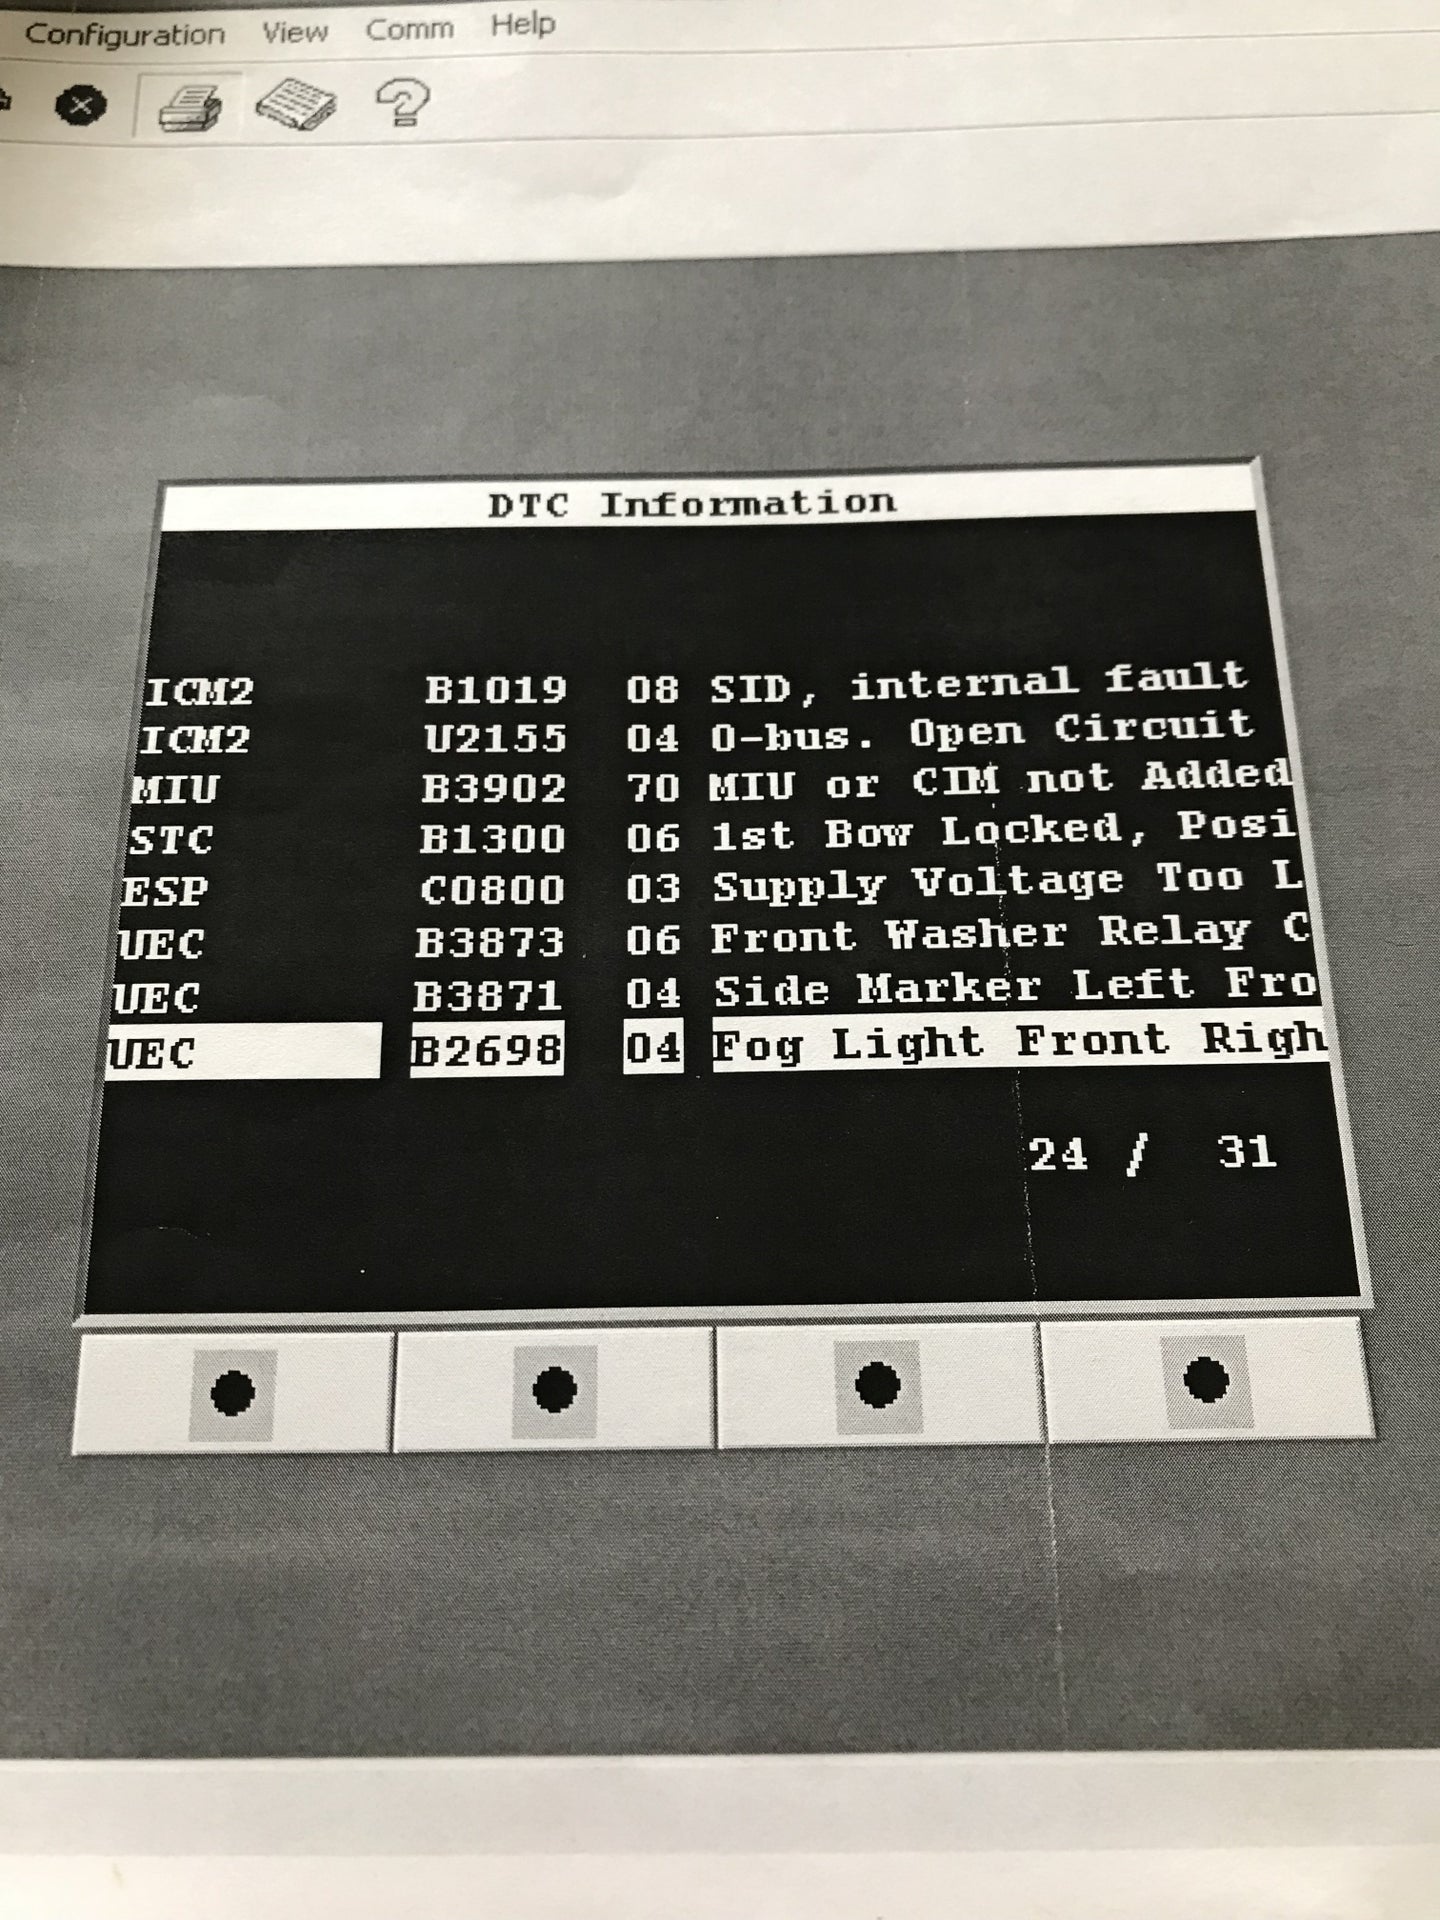 Configuration View Comm Help
DTC Information
ICM2 B1019 08 SID, internal fault
ICM2 U2155 04 O-bus. Open Circuit
MIU B3902 70 MIU or CIM not Added
STC B1300 06 1st Bow Locked, Posi
ESP C0800 03 Supply Voltage Too L
UEC B3873 06 Front Washer Relay C
UEC B3871 04 Side Marker Left Fro
UEC B2698 04 Fog Light Front Righ
24 / 31